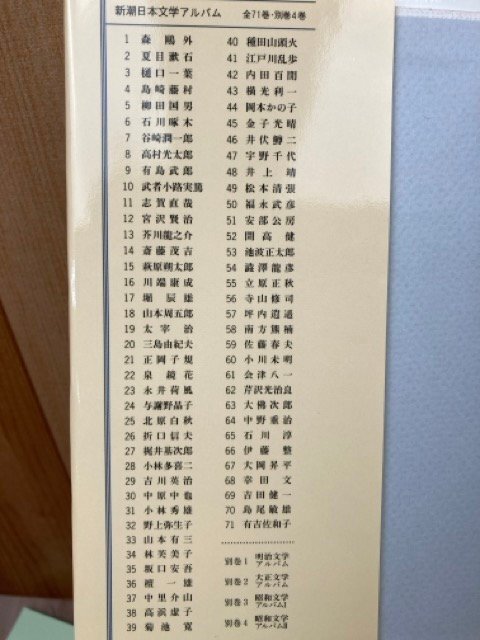 新潮日本文学アルバム 全71巻・別巻4巻
1 森鷗外
2 夏目漱石
3 樋口一葉
4 島崎藤村
5 柳田国男
6 石川啄木
7 谷崎潤一郎
8 高村光太郎
9 有島武郎
10 武者小路実篤
11 志賀直哉
12 宮沢賢治
13 芥川龍之介
14 斎藤茂吉
15 萩原朔太郎
16 川端康成
17 堀辰雄
18 山本周五郎
19 太宰治
20 三島由紀夫
21 正岡子規
22 泉鏡花
23 永井荷風
24 与謝野晶子
25 北原白秋
26 折口信夫
27 梶井基次郎
28 小林多喜二
29 吉川英治
30 中原中也
31 小林秀雄
32 野上弥生子
33 山本有三
34 林芙美子
35 坂口安吾
36 檀一雄
37 中里介山
38 高浜虚子
39 菊池寛
40 種田山頭火
41 江戸川乱歩
42 内田百閒
43 横光利一
44 岡本かの子
45 金子光晴
46 井伏鱒二
47 宇野千代
48 井上靖
49 松本清張
50 福永武彦
51 安部公房
52 開高健
53 池波正太郎
54 澁澤龍彦
55 立原正秋
56 寺山修司
57 坪内逍遥
58 南方熊楠
59 佐藤春夫
60 小川未明
61 会津八一
62 芹沢光治良
63 大佛次郎
64 中野重治
65 石川淳
66 伊藤整
67 大岡昇平
68 幸田文
69 吉田健一
70 島尾敏雄
71 有吉佐和子
別巻1 明治文学アルバム
別巻2 大正文学アルバム
別巻3 昭和文学アルバムI
別巻4 昭和文学アルバムII